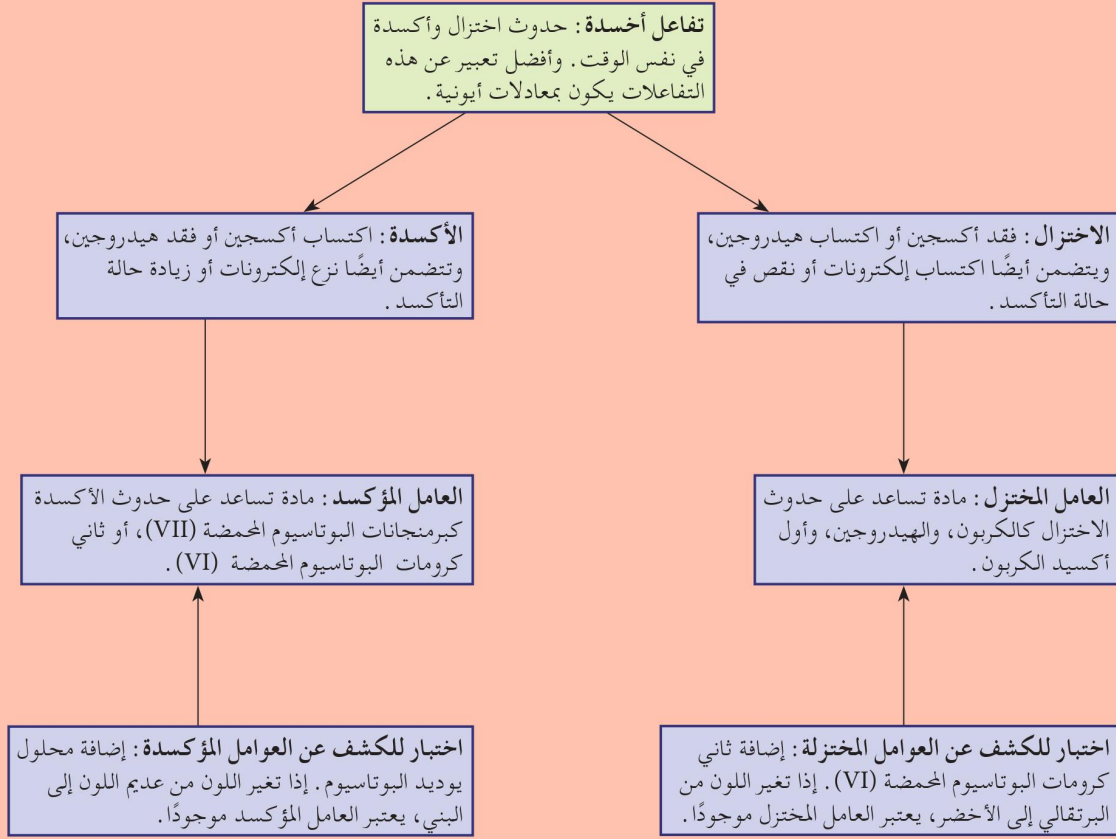 تفاعل أخسدة: حدوث اختزال وأكسدة
في نفس الوقت. وأفضل تعبير عن هذه
التفاعلات يكون بمعادلات أيونية.
الاختزال: فقد أكسجين أو اكتساب هيدروجين،
ويتضمن أيضًا اكتساب إلكترونات أو نقص في
حالة التأكسد.
الأكسدة: اكتساب أكسجين أو فقد هيدروجين،
وتتضمن أيضًا نزع إلكترونات أو زيادة حالة
التأكسد.
العامل المختزل: مادة تساعد على حدوث
الاختزال كالكربون، والهيدروجين، وأول
أكسيد الكربون.
العامل المؤكسد: مادة تساعد على حدوث الأكسدة
كبرمنجانات البوتاسيوم المحمضة (VII)، أو ثاني
كرومات البوتاسيوم المحمضة (VI).
اختبار للكشف عن العوامل المختزلة: إضافة ثاني
كرومات البوتاسيوم المحمضة (VI). إذا تغير اللون من
البرتقالي إلى الأخضر، يعتبر العامل المختزل موجودًا.
اختبار للكشف عن العوامل المؤكسدة: إضافة محلول
يوديد البوتاسيوم. إذا تغير اللون من عديم اللون إلى
البني، يعتبر العامل المؤكسد موجودًا.